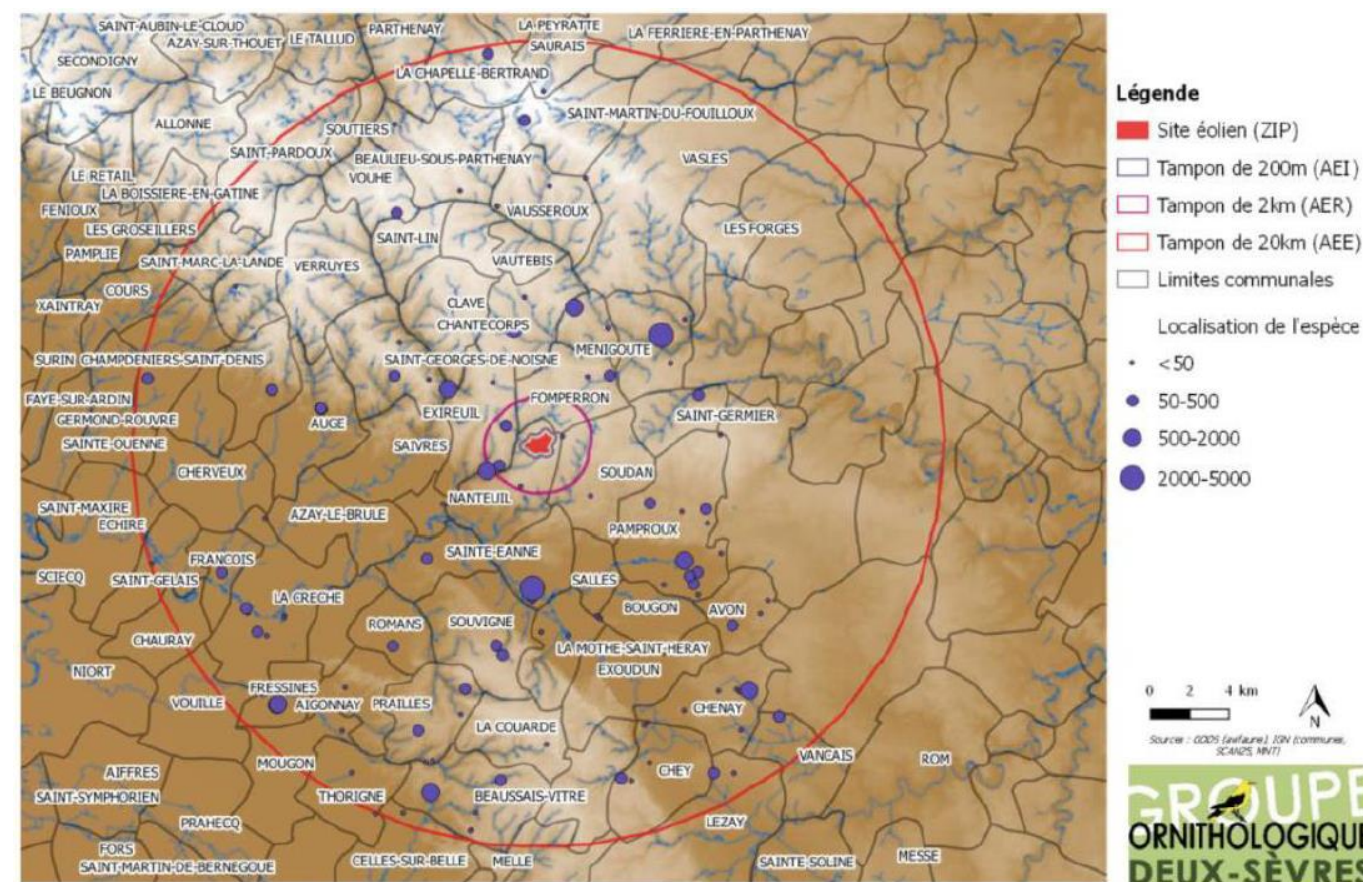 SAINT-AUBIN-LE-CLOUD
PARTHENAY
LA PEYRATTE
AZAY-SUR-THOUET
LE TALLUD
LA FERRIERE-EN-PARTHENAY
SAURAIS
SECONDIGNY
LA CHAPELLE-BERTRAND
LE BEUGNON
SAINT-MARTIN-DU-FOUILLOUX
ALLONNE
SOUTIERS
SAINT-PARDOUX
BEAULIEU-SOUS-PARTHENAY
VASLES
LE RETAIL
VOUHE
LA BOISSIERE-EN-GATINE
FENIOUX
VAUSSEROUX
LES GROSEILLERS
LES FORGES
SAINT-LIN
PAMPLIE
SAINT-MARC-LA-LANDE
VERRUYES
VAUTEBIS
COURS
XAINTRAY
CLAVE
CHANTECORPS
MENIGOUTE
SURIN
CHAMPDENIERS-SAINT-DENIS
SAINT-GEORGES-DE-NOISNE
FAYE-SUR-ARDIN
FOMPERRON
GERMOND-ROUVRE
AUGE
EXIREUIL
SAINT-GERMIER
SAINTE-OUENNE
SAIVRES
CHERVEUX
SOUDAN
NANTEUIL
SAINT-MAXIRE
AZAY-LE-BRULE
ECHIRE
PAMPROUX
FRANCOIS
SAINTE-EANNE
SCIECQ
SAINT-GELAIS
SALLES
LA CRECHE
BOUGON
AVON
ROMANS
SOUVIGNE
CHAURAY
LA MOTHE-SAINT-HERAY
NIORT
EXOUDUN
FRESSINES
VOUILLE
AIGONNAY
PRAILLES
CHENAY
LA COUARDE
MOUGON
VANCAIS
ROM
AIFFRES
CHEY
SAINT-SYMPHORIEN
THORIGNE
BEAUSSAIS-VITRE
PRAHECQ
LEZAY
FORS
CELLES-SUR-BELLE
MELLE
SAINTE-SOLINE
MESSE
SAINT-MARTIN-DE-BERNEGOUE
Légende
Site éolien (ZIP)
Tampon de 200m (AEI)
Tampon de 2km (AER)
Tampon de 20km (AEE)
Limites communales
Localisation de l'espèce
<50
50-500
500-2000
2000-5000
0 2 4 km
N
Sources : GODS (avifaune), IGN (communes,
SCAN25, MNT)
GROUPE
ORNITHOLOGIQUE
DEUX-SÈVRES